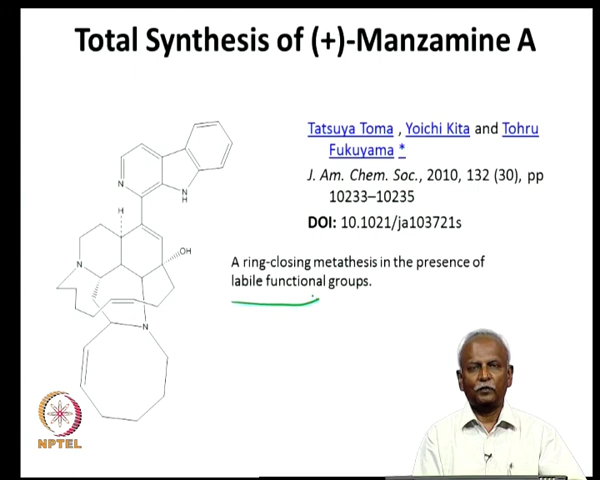 Total Synthesis of (+)-Manzamine A
Tatsuya Toma , Yoichi Kita and Tohru
Fukuyama *
J. Am. Chem. Soc., 2010, 132 (30), pp
10233–10235
DOI: 10.1021/ja103721s
A ring-closing metathesis in the presence of
labile functional groups.
N
N
H
H
OH
N
N
NPTEL